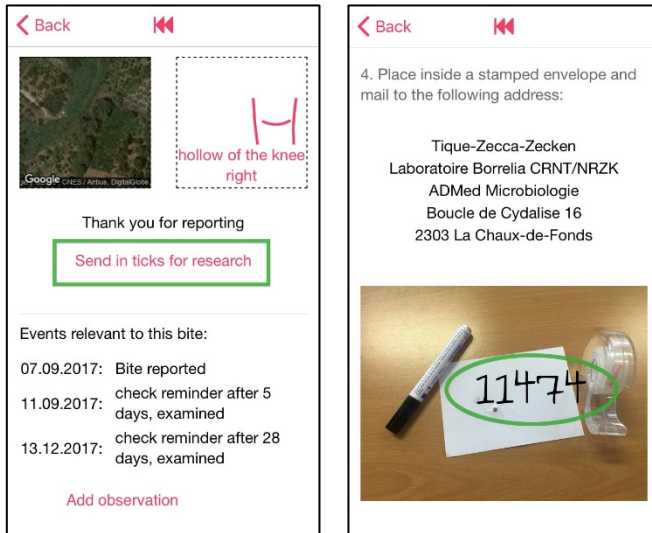 Back
Google
CNES / Airbus, DigitalGlobe
hollow of the knee
right
Thank you for reporting
Send in ticks for research
Events relevant to this bite:
07.09.2017: Bite reported
11.09.2017: check reminder after 5
days, examined
13.12.2017: check reminder after 28
days, examined
Add observation
Back
4. Place inside a stamped envelope and
mail to the following address:
Tique-Zecca-Zecken
Laboratoire Borrelia CRNT/NRZK
ADMed Microbiologie
Boucle de Cydalise 16
2303 La Chaux-de-Fonds
11474